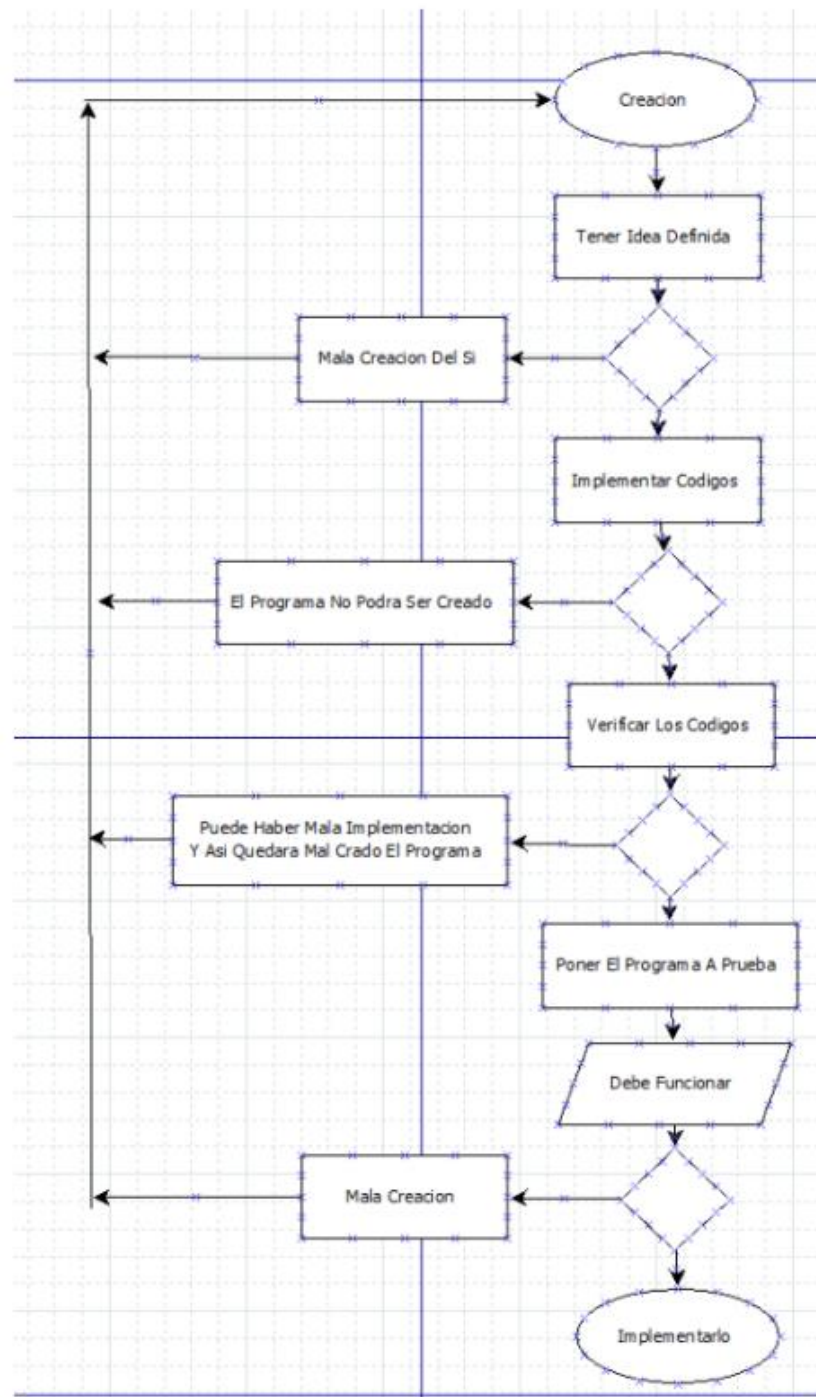 Creacion
Tener Idea Definida
Mala Creacion Del Si
Implementar Codigos
El Programa No Podra Ser Creado
Verificar Los Codigos
Puede Haber Mala Implementacion
Y Asi Quedara Mal Crado El Programa
Poner El Programa A Prueba
Debe Funcionar
Mala Creacion
Implementarlo